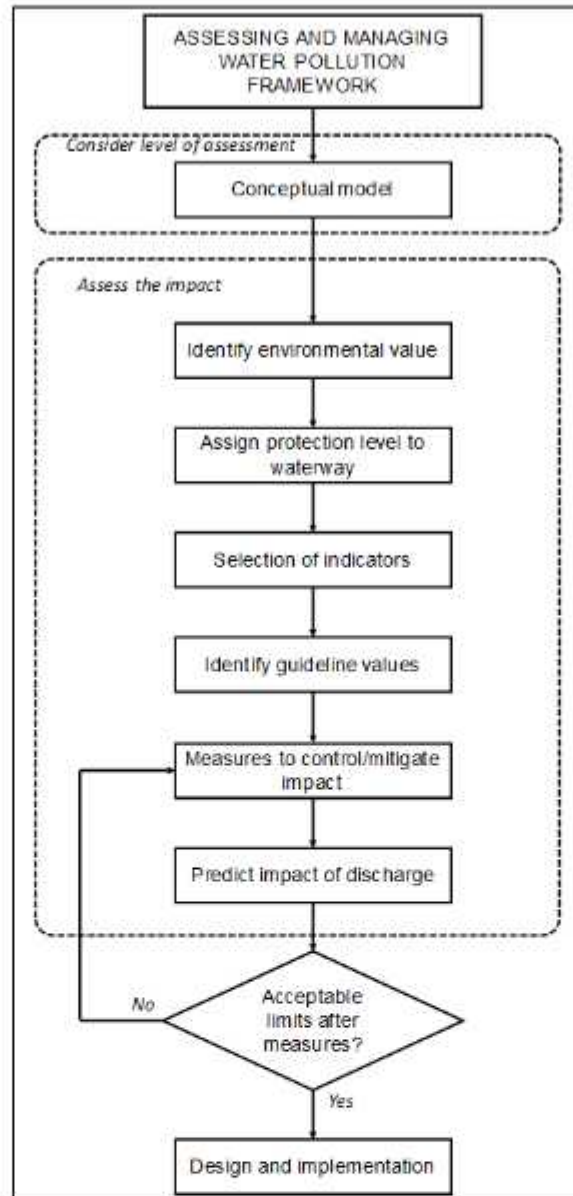 ASSESSING AND MANAGING
WATER POLLUTION
FRAMEWORK
Consider level of assessment
Conceptual model
Assess the impact
Identify environmental value
Assign protection level to
waterway
Selection of indicators
Identify guideline values
Measures to control/mitigate
impact
Predict impact of discharge
No
Acceptable
limits after
measures?
Yes
Design and implementation